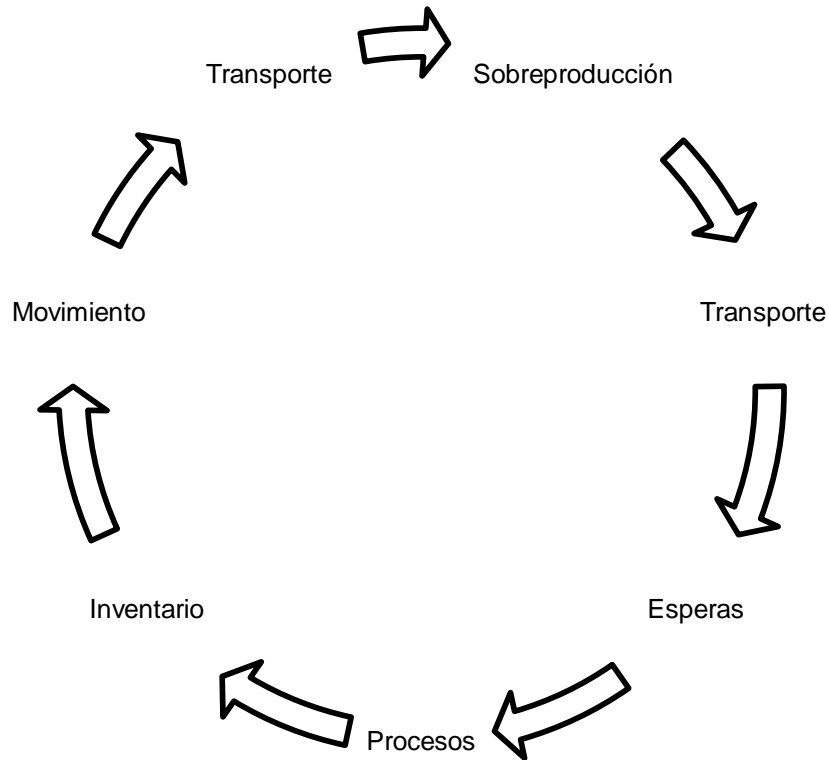 Transporte
Sobreproducción
Movimiento
Transporte
Inventario
Esperas
Procesos